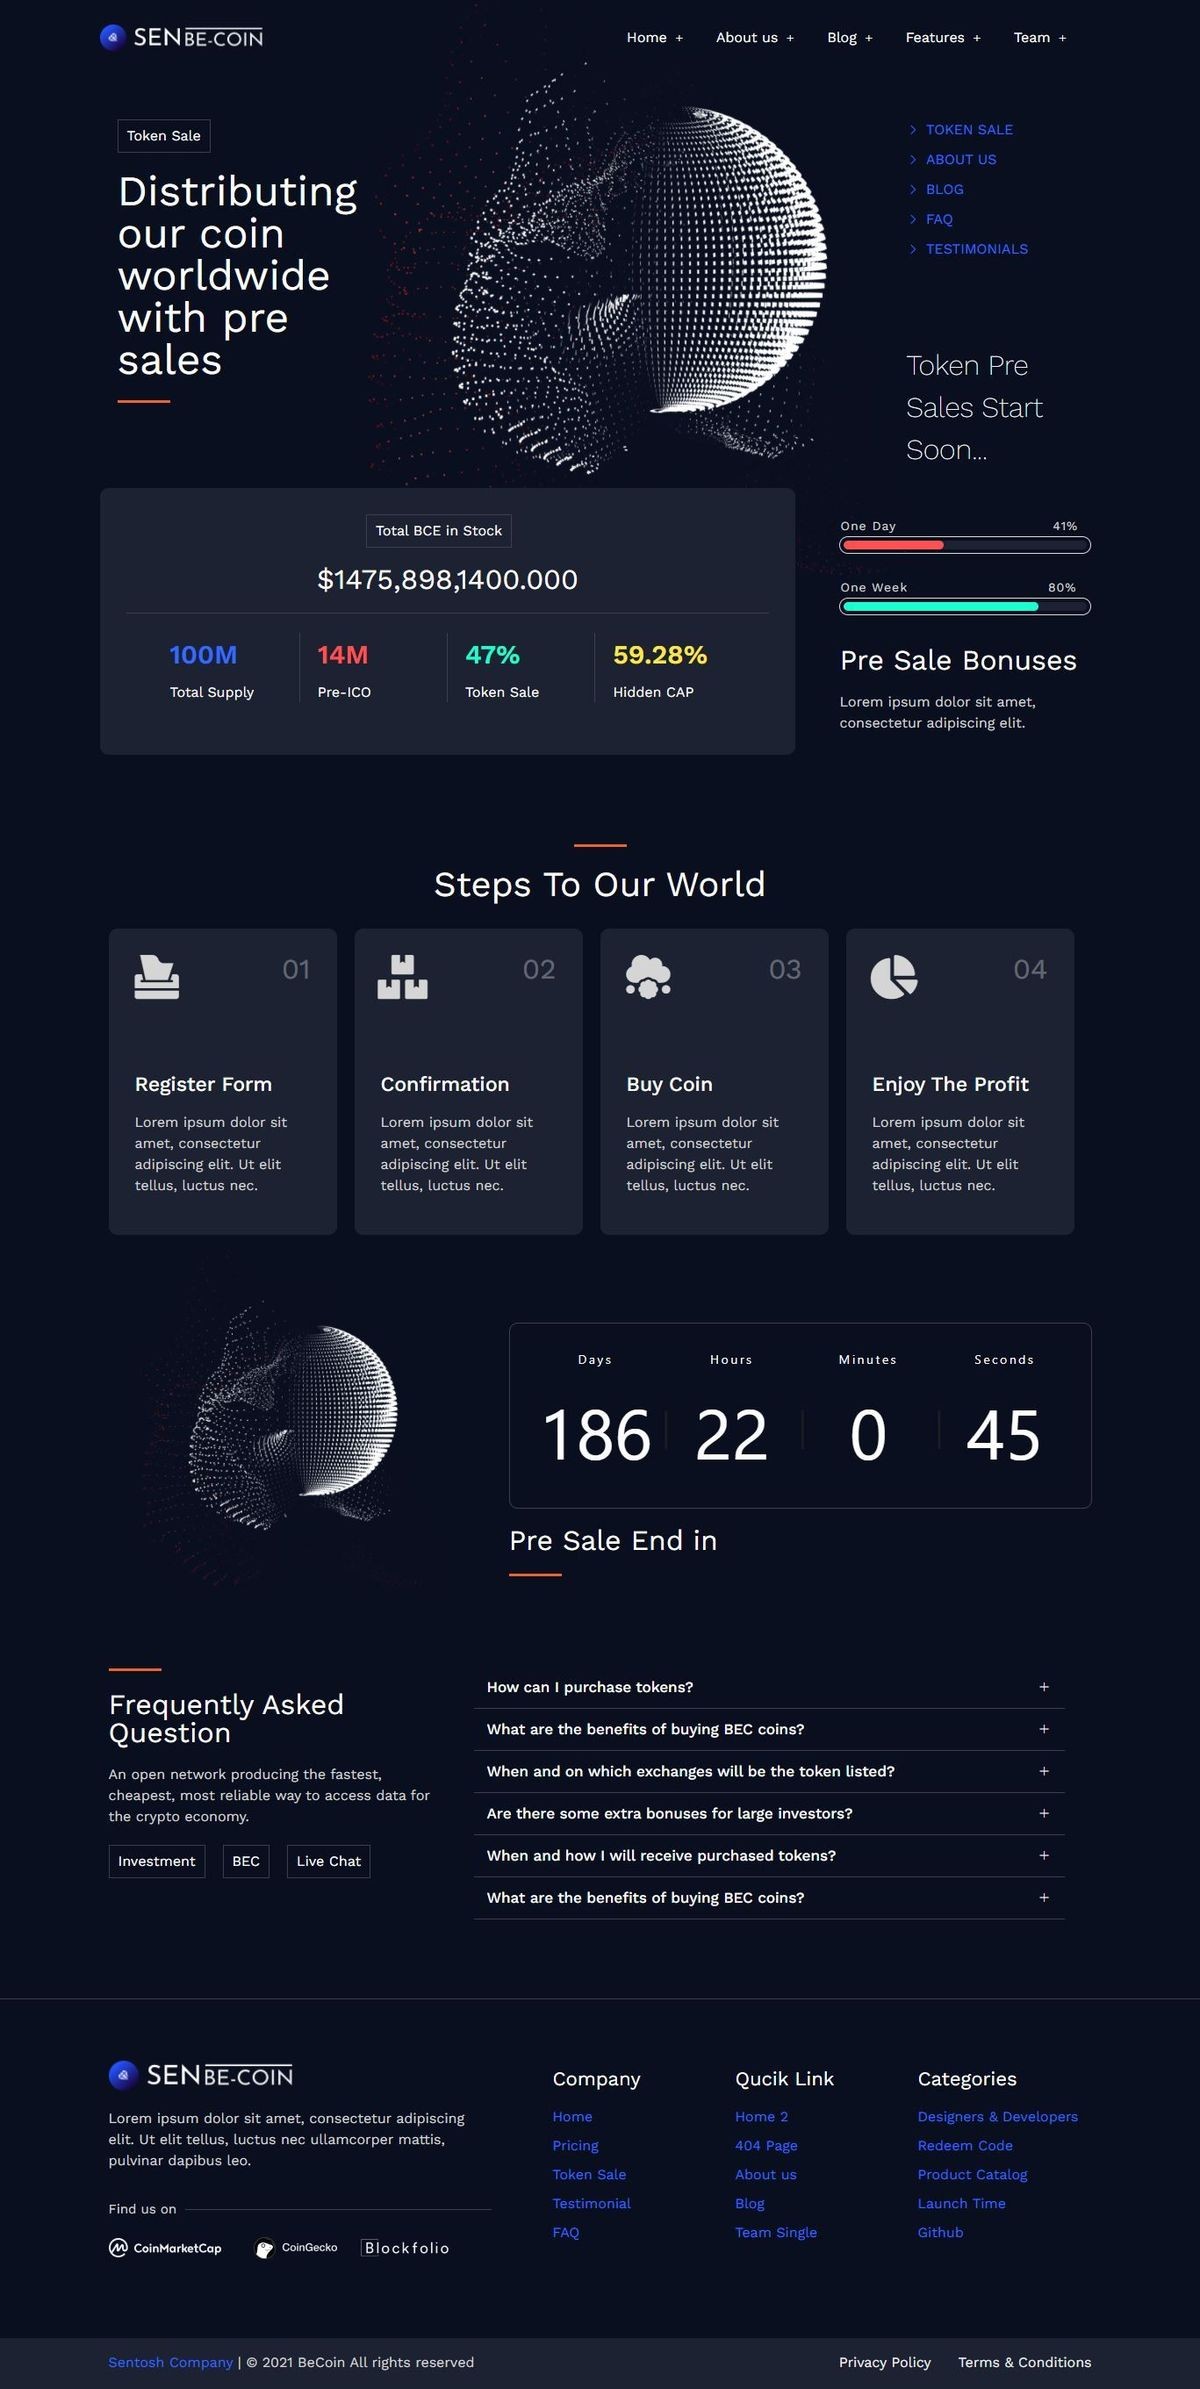 SENBE-COIN
Home + About us + Blog + Features + Team +
Token Sale
Distributing
our coin
worldwide
with pre
sales
TOKEN SALE
ABOUT US
BLOG
FAQ
TESTIMONIALS
Token Pre
Sales Start
Soon...
Total BCE in Stock
$1475,898,1400.000
100M
Total Supply
14M
Pre-ICO
47%
Token Sale
59.28%
Hidden CAP
One Day 41%
One Week 80%
Pre Sale Bonuses
Lorem ipsum dolor sit amet,
consectetur adipiscing elit.
Steps To Our World
01
Register Form
Lorem ipsum dolor sit
amet, consectetur
adipiscing elit. Ut elit
tellus, luctus nec.
02
Confirmation
Lorem ipsum dolor sit
amet, consectetur
adipiscing elit. Ut elit
tellus, luctus nec.
03
Buy Coin
Lorem ipsum dolor sit
amet, consectetur
adipiscing elit. Ut elit
tellus, luctus nec.
04
Enjoy The Profit
Lorem ipsum dolor sit
amet, consectetur
adipiscing elit. Ut elit
tellus, luctus nec.
Days Hours Minutes Seconds
186 22 0 45
Pre Sale End in
Frequently Asked
Question
An open network producing the fastest,
cheapest, most reliable way to access data for
the crypto economy.
Investment BEC Live Chat
How can I purchase tokens? +
What are the benefits of buying BEC coins? +
When and on which exchanges will be the token listed? +
Are there some extra bonuses for large investors? +
When and how I will receive purchased tokens? +
What are the benefits of buying BEC coins? +
SENBE-COIN
Lorem ipsum dolor sit amet, consectetur adipiscing
elit. Ut elit tellus, luctus nec ullamcorper mattis,
pulvinar dapibus leo.
Find us on
CoinMarketCap CoinGecko Blockfolio
Company
Home
Pricing
Token Sale
Testimonial
FAQ
Qucik Link
Home 2
404 Page
About us
Blog
Team Single
Categories
Designers & Developers
Redeem Code
Product Catalog
Launch Time
Github
Sentosh Company | © 2021 BeCoin All rights reserved
Privacy Policy Terms & Conditions